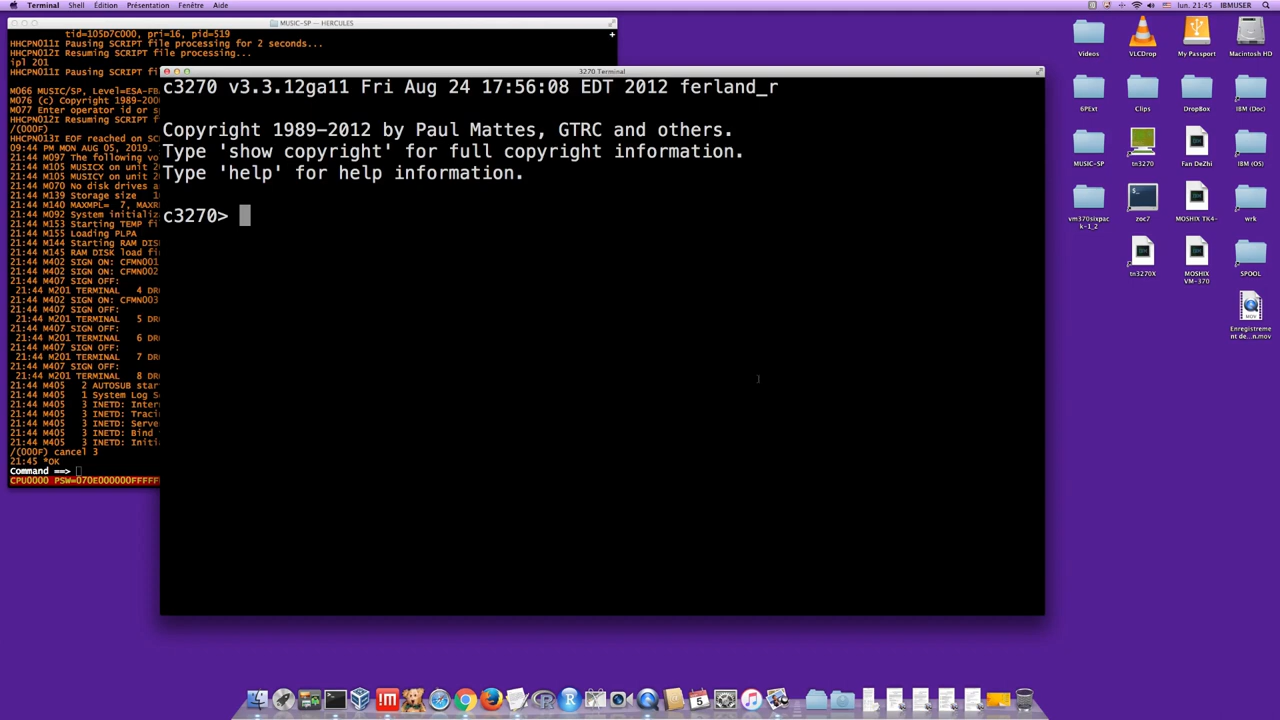 Terminal Shell Édition Présentation Fenêtre Aide
lun. 21:45 IBMUSER
MUSIC-SP — HERCULES
tid=105D7C000, pri=16, pid=519
HHCPN011I Pausing SCRIPT file processing for 2 seconds...
HHCPN012I Resuming SCRIPT file processing...
ipl 201
HHCPN011I Pausing SCRIPT f
M066 MUSIC/SP, Level=ESA-FB
M076 (c) Copyright 1989-200
M077 Enter operator id or s
HHCPN012I Resuming SCRIPT f
/(000F)
HHCPN013I EOF reached on SC
09:44 PM MON AUG 05, 2019.
21:44 M097 The following vo
21:44 M105 MUSICX on unit 2
21:44 M105 MUSICY on unit 2
21:44 M070 No disk drives a
21:44 M139 Storage size 1
21:44 M140 MAXMPL= 7, MAXR
21:44 M092 System initializ
21:44 M153 Starting TEMP fi
21:44 M155 Loading PLPA
21:44 M144 Starting RAM DIS
21:44 M145 RAM DISK load fi
21:44 M402 SIGN ON: CFMN001
21:44 M402 SIGN ON: CFMN002
21:44 M407 SIGN OFF:
21:44 M201 TERMINAL 4 DR
21:44 M402 SIGN ON: CFMN003
21:44 M407 SIGN OFF:
21:44 M201 TERMINAL 5 DR
21:44 M407 SIGN OFF:
21:44 M201 TERMINAL 6 DR
21:44 M407 SIGN OFF:
21:44 M201 TERMINAL 7 DR
21:44 M407 SIGN OFF:
21:44 M201 TERMINAL 8 DR
21:44 M405 2 AUTOSUB star
21:44 M405 1 System Log S
21:44 M405 3 INETD: Inter
21:44 M405 3 INETD: Traci
21:44 M405 3 INETD: Serve
21:44 M405 3 INETD: Bind
21:44 M405 3 INETD: Initi
/(000F) cancel 3
21:45 *OK
Command ==>
CPU0000 PSW=070E000000FFFFF
3270 Terminal
c3270 v3.3.12ga11 Fri Aug 24 17:56:08 EDT 2012 ferland_r
Copyright 1989-2012 by Paul Mattes, GTRC and others.
Type 'show copyright' for full copyright information.
Type 'help' for help information.
c3270>
Videos VLCDrop My Passport Macintosh HD
6PExt Clips DropBox IBM (Doc)
MUSIC-SP tn3270 Fan DeZhi IBM (OS)
vm370sixpack-1_2 zoc7 MOSHIX TK4- wrk
tn3270X MOSHIX VM-370 SPOOL
Enregistrement de...n.mov